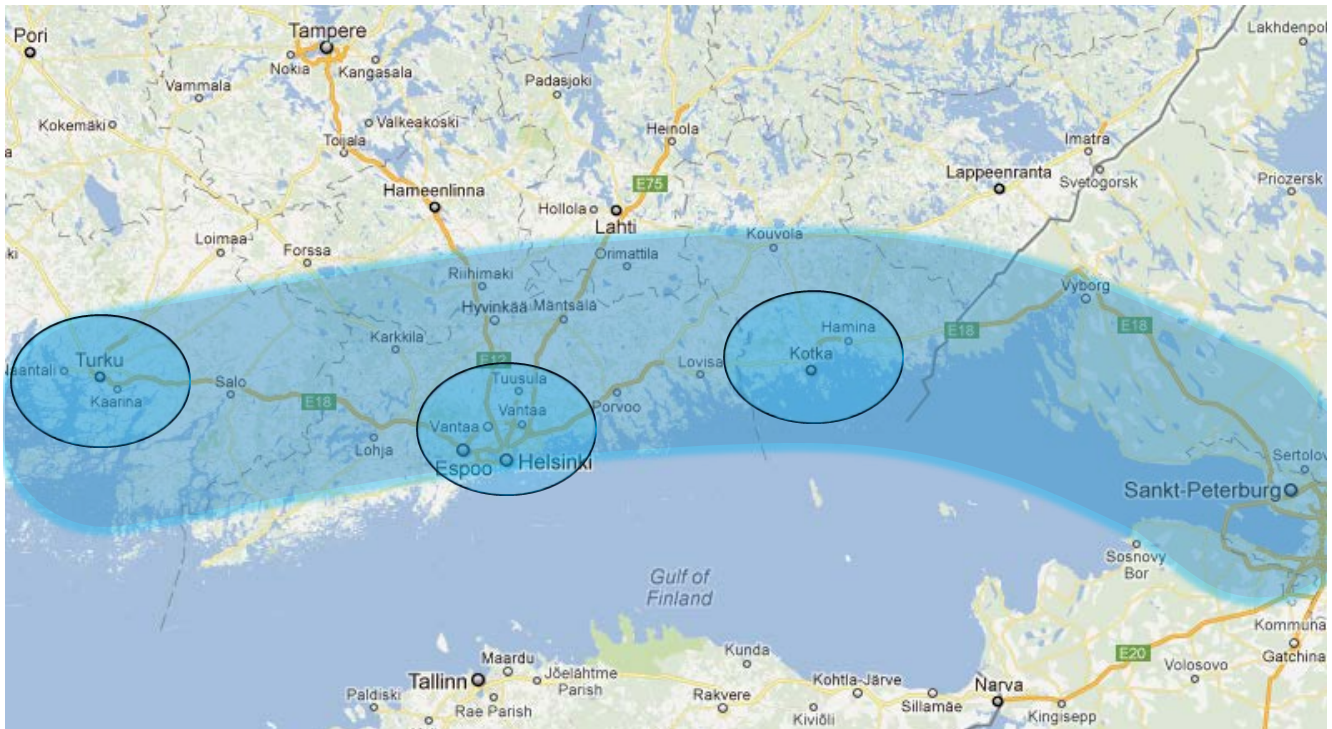 Pori
Tampere
Lakhdenpol
Nokia
Kangasala
Vammala
Padasjoki
Kokemäki
Valkeakoski
Heinola
Toijala
Imatra
a
Hameenlinna
E75
Lappeenranta
Svetogorsk
Priozersk
Hollola
Lahti
Loimaa
Forssa
Kouvola
ki
Orimattila
Riihimaki
Vyborg
Hyvinkää
Mäntsälä
Hamina
E18
E18
Karkkila
E12
Turku
Naantali
Kaarina
Lovisa
Kotka
Tuusula
Salo
E18
Porvoo
Vantaa
Vantaa
Lohja
Espoo
Helsinki
Sertolov
Sankt-Peterburg
Sosnovy
Bor
Gulf of
Finland
Kommuna
E20
Gatchina
Volosovo
Maardu
Kunda
Tallinn
Jõelähtme
Parish
Kohtla-Järve
Narva
Paldiski
Rae Parish
Rakvere
Sillamäe
Kingisepp
Kiviõli